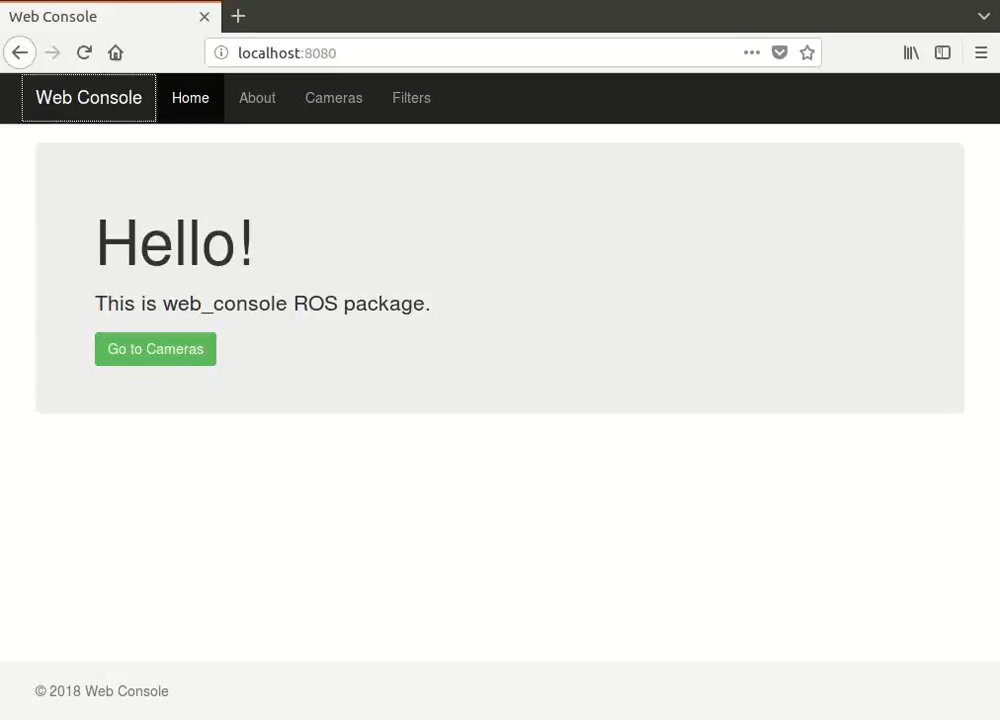 Web Console
localhost:8080
Web Console Home About Cameras Filters
Hello!
This is web_console ROS package.
Go to Cameras
© 2018 Web Console